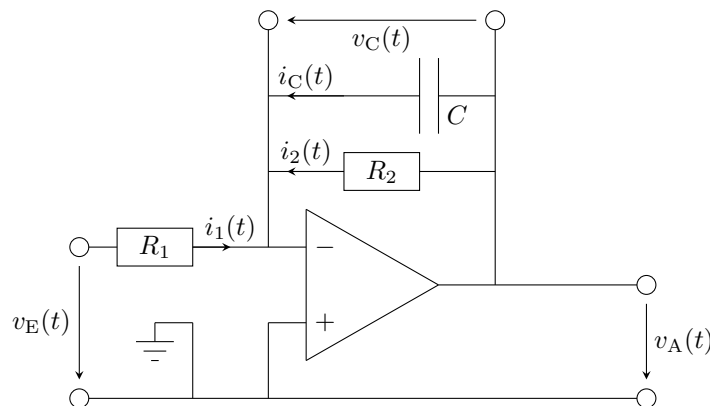 v_C(t)
i_C(t)
C
i_2(t)
R_2
i_1(t)
R_1
−
v_E(t)
+
v_A(t)